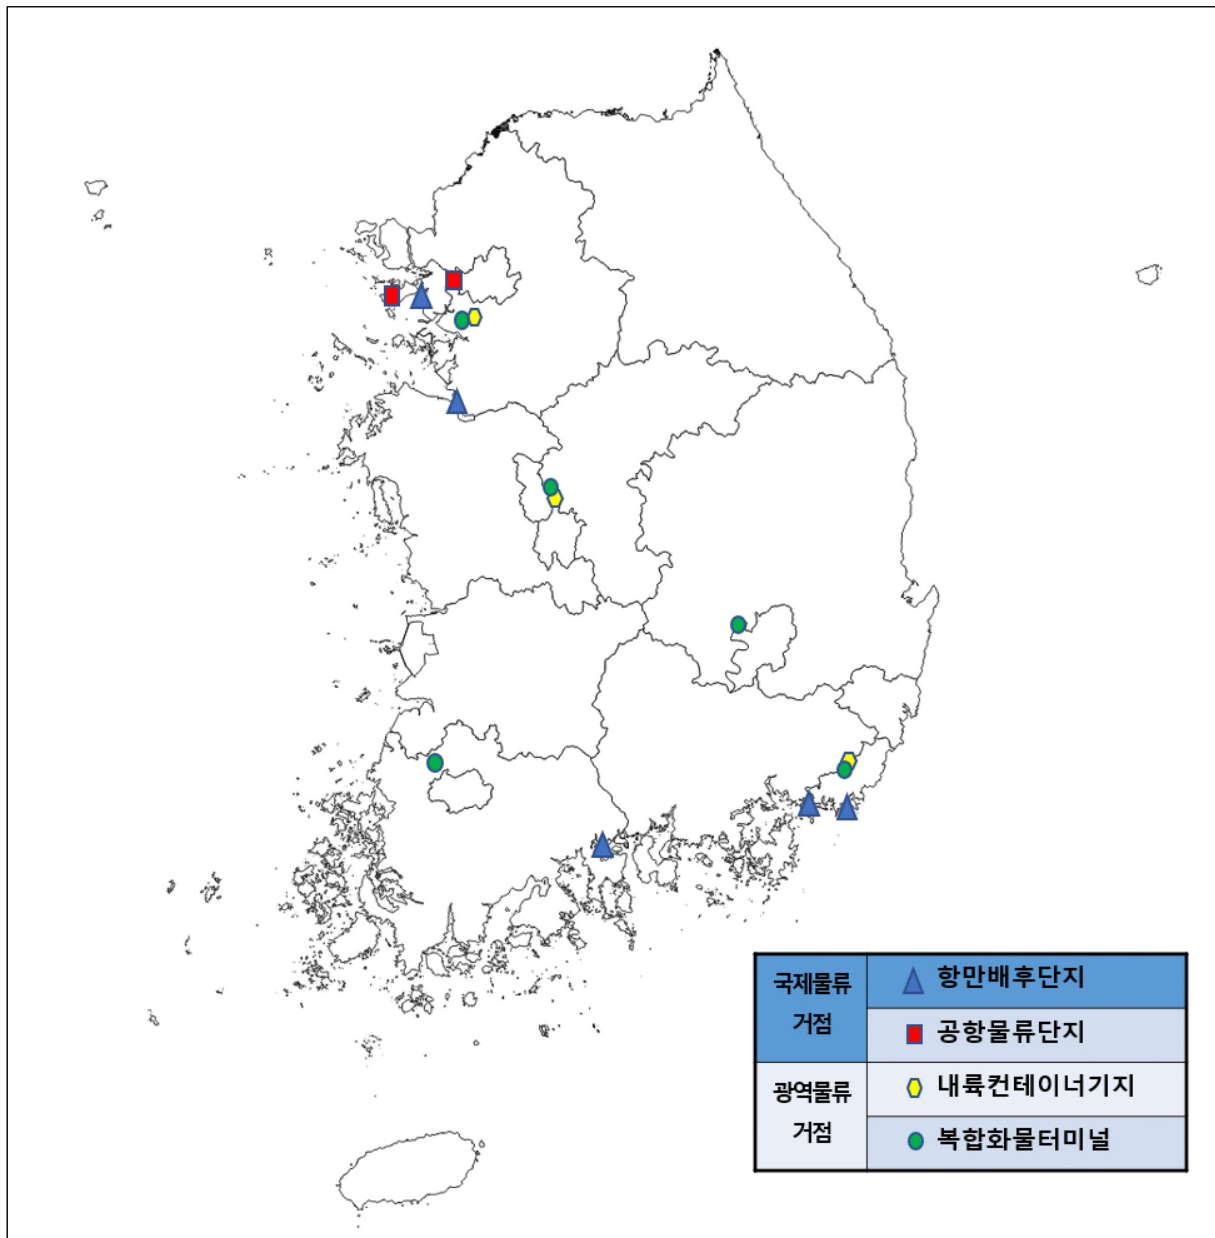 국제물류
거점
항만배후단지
공항물류단지
광역물류
거점
내륙컨테이너기지
복합화물터미널